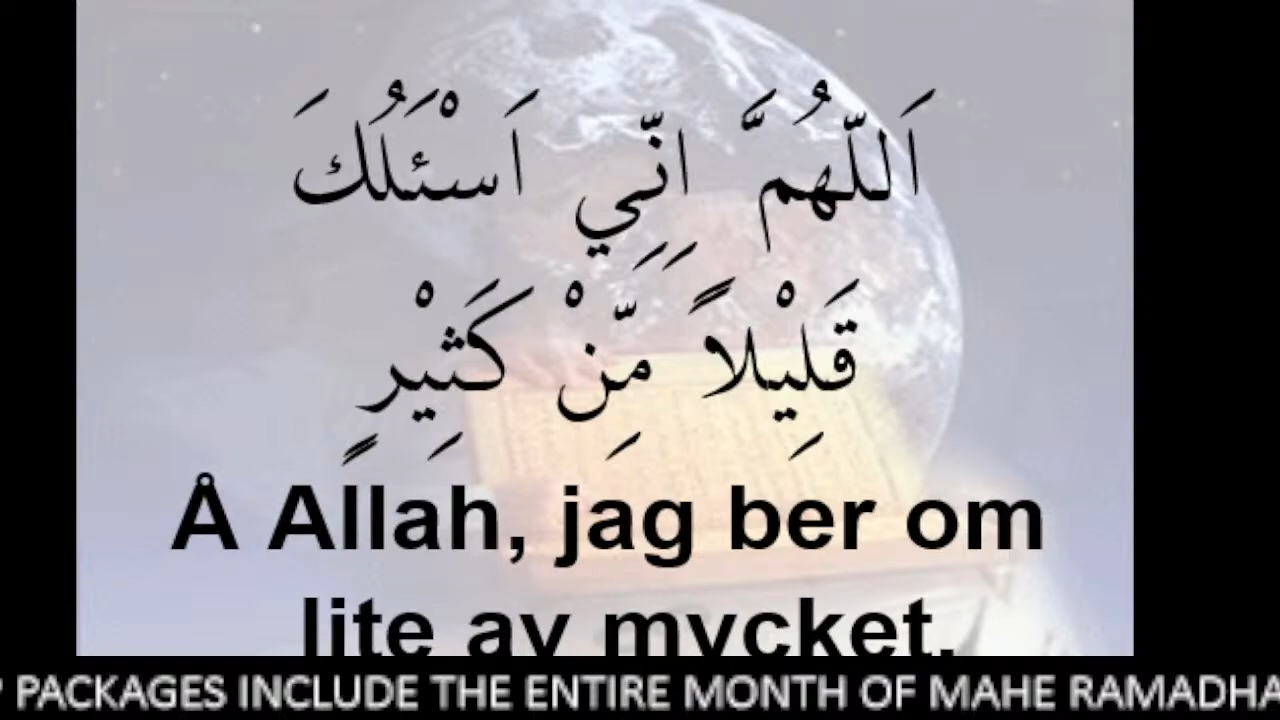 اَللّٰهُمَّ اِنِّي اَسْئَلُكَ
قَلِيْلاً مِّنْ كَثِيْرٍ
Å Allah, jag ber om
lite av mycket,
PACKAGES INCLUDE THE ENTIRE MONTH OF MAHE RAMADHA